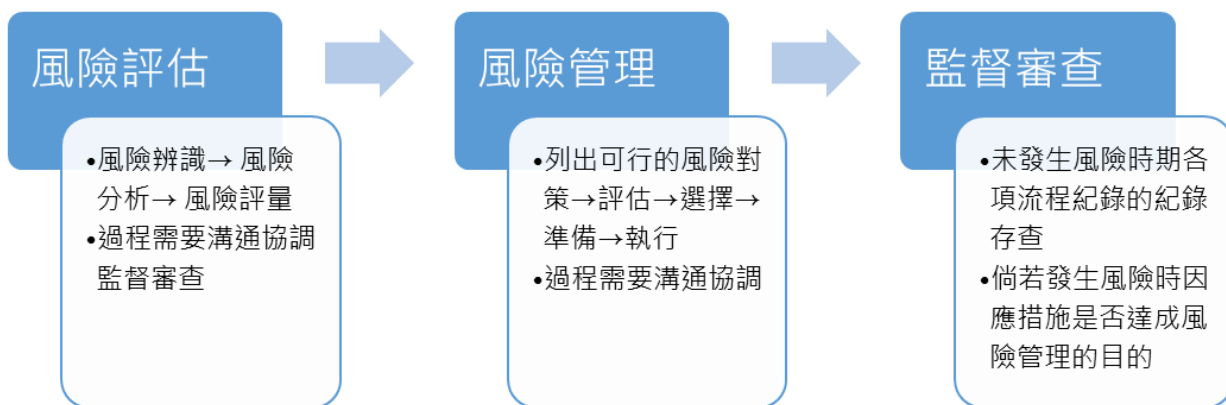 風險評估
•風險辨識→ 風險
分析→ 風險評量
•過程需要溝通協調
監督審查
風險管理
•列出可行的風險對
策→評估→選擇→
準備→執行
•過程需要溝通協調
監督審查
•未發生風險時期各
項流程紀錄的紀錄
存查
•倘若發生風險時因
應措施是否達成風
險管理的目的